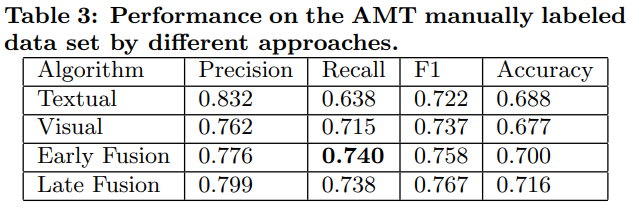 Table 3: Performance on the AMT manually labeled
data set by different approaches.
Algorithm Precision Recall F1 Accuracy
Textual 0.832 0.638 0.722 0.688
Visual 0.762 0.715 0.737 0.677
Early Fusion 0.776 0.740 0.758 0.700
Late Fusion 0.799 0.738 0.767 0.716